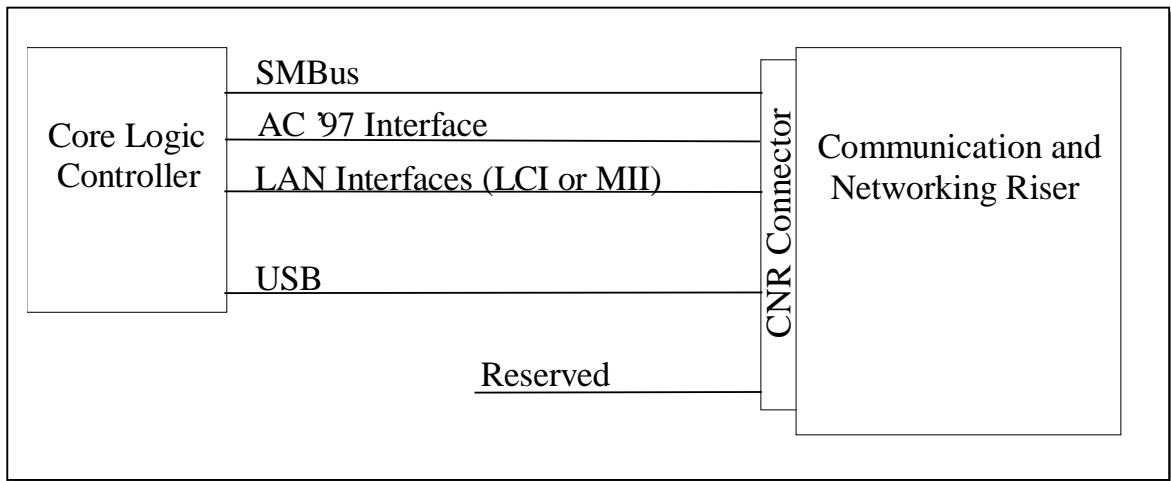 SMBus
AC ’97 Interface
Core Logic
Controller
LAN Interfaces (LCI or MII)
USB
Reserved
CNR Connector
Communication and
Networking Riser